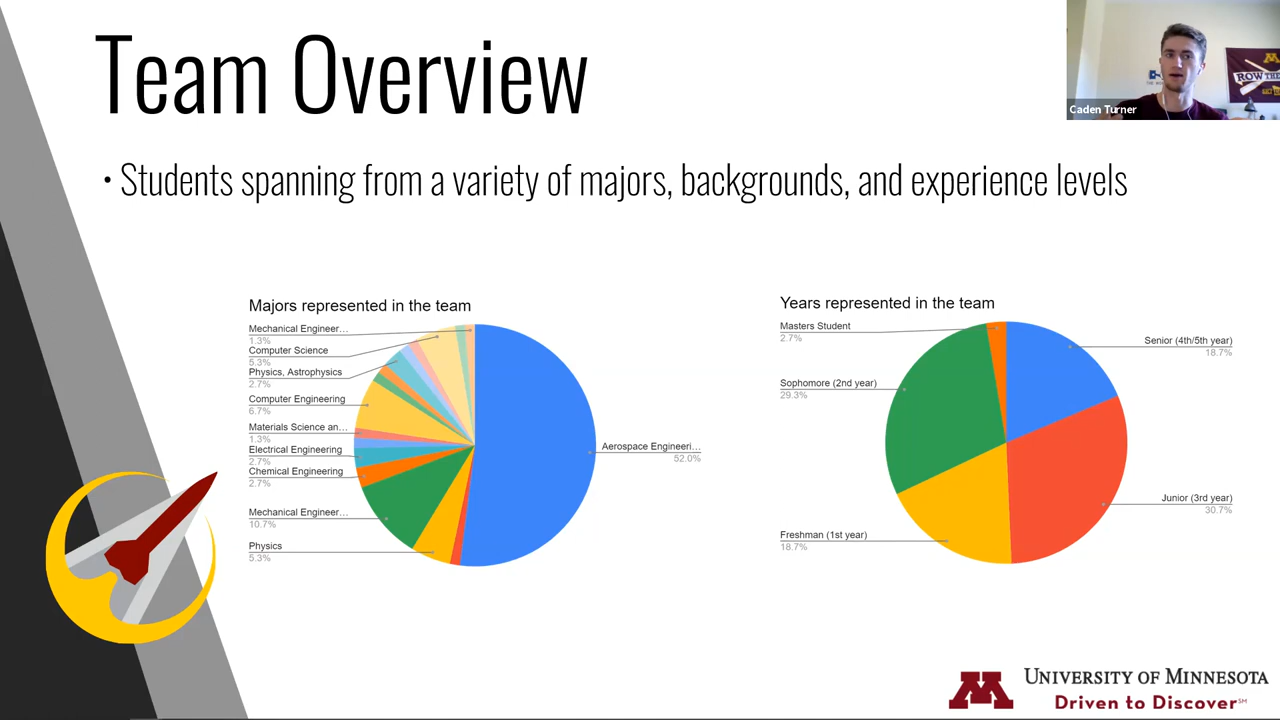 Team Overview
• Students spanning from a variety of majors, backgrounds, and experience levels
Caden Turner
ROW THE
Majors represented in the team
Mechanical Engineer…
1.3%
Computer Science
5.3%
Physics, Astrophysics
2.7%
Computer Engineering
6.7%
Materials Science an…
1.3%
Electrical Engineering
2.7%
Chemical Engineering
2.7%
Mechanical Engineer…
10.7%
Physics
5.3%
Aerospace Engineeri…
52.0%
Years represented in the team
Masters Student
2.7%
Senior (4th/5th year)
18.7%
Sophomore (2nd year)
29.3%
Junior (3rd year)
30.7%
Freshman (1st year)
18.7%
M
UNIVERSITY OF MINNESOTA
Driven to Discover℠